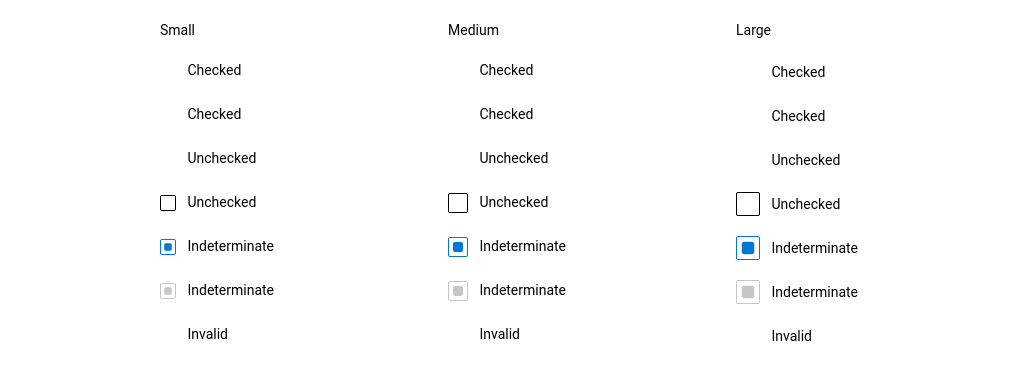 Small Medium Large
Checked Checked Checked
Checked Checked Checked
Unchecked Unchecked Unchecked
Unchecked Unchecked Unchecked
Indeterminate Indeterminate Indeterminate
Indeterminate Indeterminate Indeterminate
Invalid Invalid Invalid